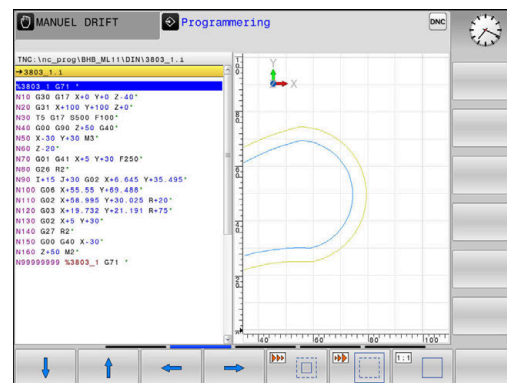 MANUEL DRIFT
Programmering
DNC
TNC:\nc_prog\BHB_ML11\DIN\3803_1.i
→3803_1.i
%3803_1 G71 *
N10 G30 G17 X+0 Y+0 Z-40*
N20 G31 X+100 Y+100 Z+0*
N30 T5 G17 S500 F100*
N40 G00 G90 Z+50 G40*
N50 X-30 Y+30 M3*
N60 Z-20*
N70 G01 G41 X+5 Y+30 F250*
N80 G26 R2*
N90 I+15 J+30 G02 X+6.645 Y+35.495*
N100 G06 X+55.55 Y+69.488*
N110 G02 X+58.995 Y+30.025 R+20*
N120 G03 X+19.732 Y+21.191 R+75*
N130 G02 X+5 Y+30*
N140 G27 R2*
N150 G00 G40 X-30*
N160 Z+50 M2*
N99999999 %3803_1 G71 *
Y
X
40
60
80
100
1:1